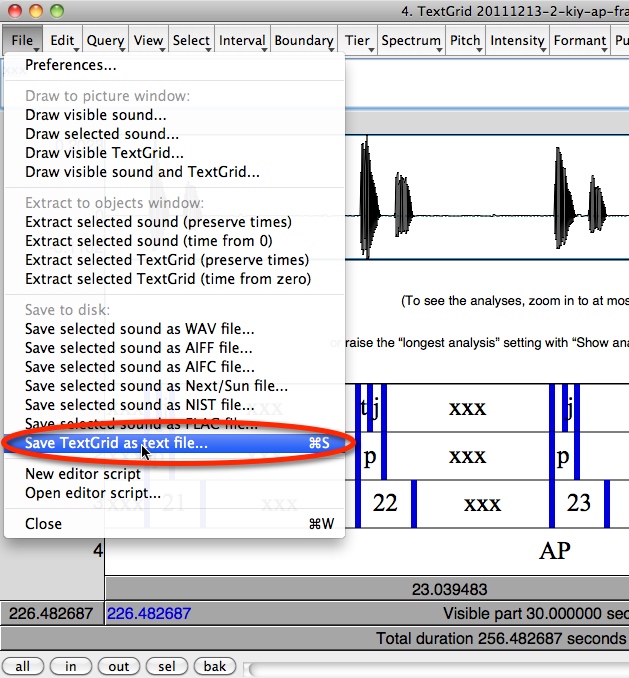 4. TextGrid 20111213-2-kiy-ap-fra
File Edit Query View Select Interval Boundary Tier Spectrum Pitch Intensity Formant Pu
Preferences...
Draw to picture window:
Draw visible sound...
Draw selected sound...
Draw visible TextGrid...
Draw visible sound and TextGrid...
Extract to objects window:
Extract selected sound (preserve times)
Extract selected sound (time from 0)
Extract selected TextGrid (preserve times)
Extract selected TextGrid (time from zero)
Save to disk:
(To see the analyses, zoom in to at mos
Save selected sound as WAV file...
or raise the “longest analysis” setting with “Show ana
Save selected sound as AIFF file...
Save selected sound as AIFC file...
Save selected sound as Next/Sun file...
Save selected sound as NIST file...
xxx t j xxx j
Save selected sound as FLAC file...
Save TextGrid as text file... ⌘S
p xxx p
New editor script
Open editor script...
21 xxx 22 xxx 23
Close ⌘W
4 AP
23.039483
226.482687 226.482687 Visible part 30.000000 sec
Total duration 256.482687 seconds
all in out sel bak